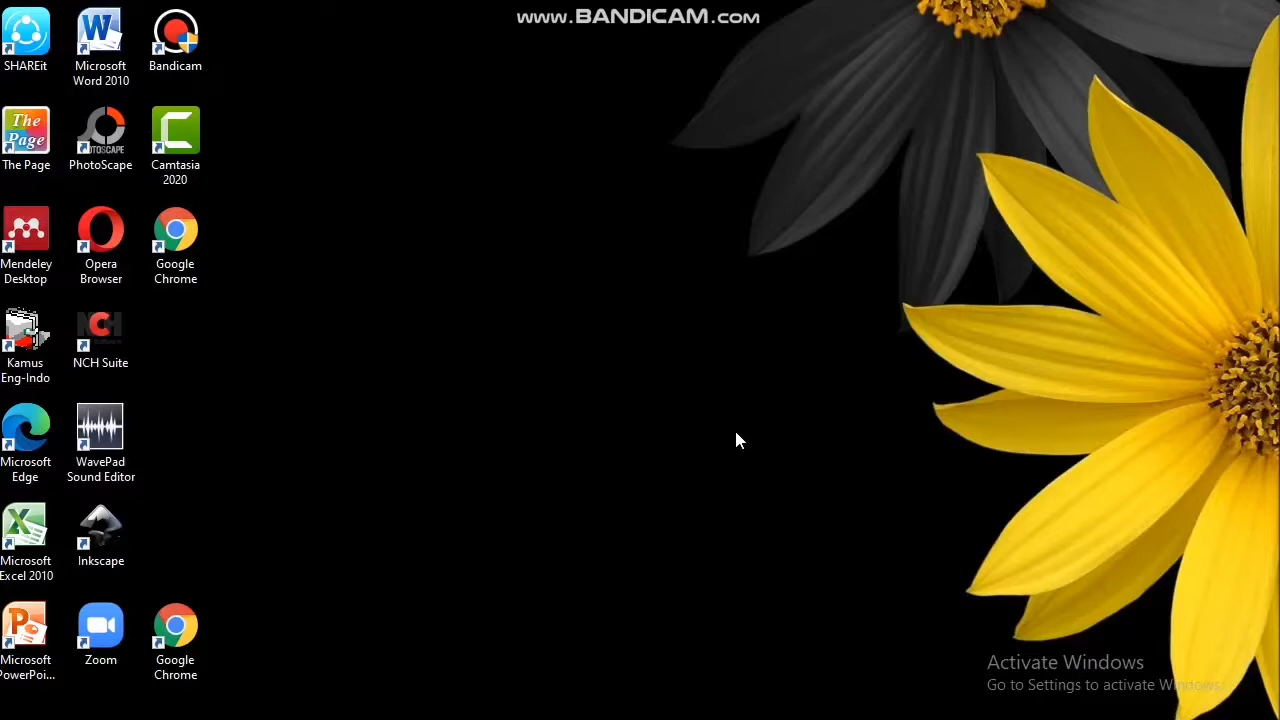 www.BANDICAM.com
SHAREit
Microsoft
Word 2010
Bandicam
The
Page
The Page
PHOTOSCAPE
PhotoScape
Camtasia
2020
Mendeley
Desktop
Opera
Browser
Google
Chrome
Kamus
Eng-Indo
NCH
NCH Suite
Microsoft
Edge
WavePad
Sound Editor
Microsoft
Excel 2010
Inkscape
Microsoft
PowerPoi...
Zoom
Google
Chrome
Activate Windows
Go to Settings to activate Windows.